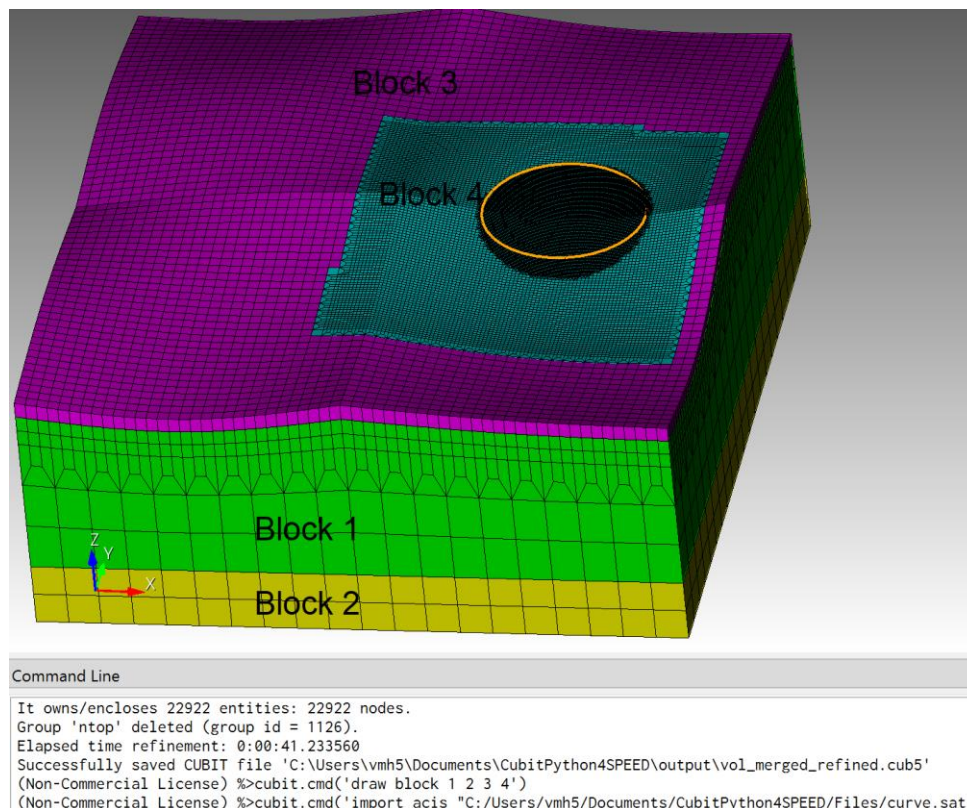 Block 3
Block 4
Block 1
Block 2
Z
Y
X
Command Line
It owns/encloses 22922 entities: 22922 nodes.
Group 'ntop' deleted (group id = 1126).
Elapsed time refinement: 0:00:41.233560
Successfully saved CUBIT file 'C:\Users\vmh5\Documents\CubitPython4SPEED\output\vol_merged_refined.cub5'
(Non-Commercial License) %>cubit.cmd('draw block 1 2 3 4')
(Non-Commercial License) %>cubit.cmd('import acis "C:/Users/vmh5/Documents/CubitPython4SPEED/Files/curve.sat